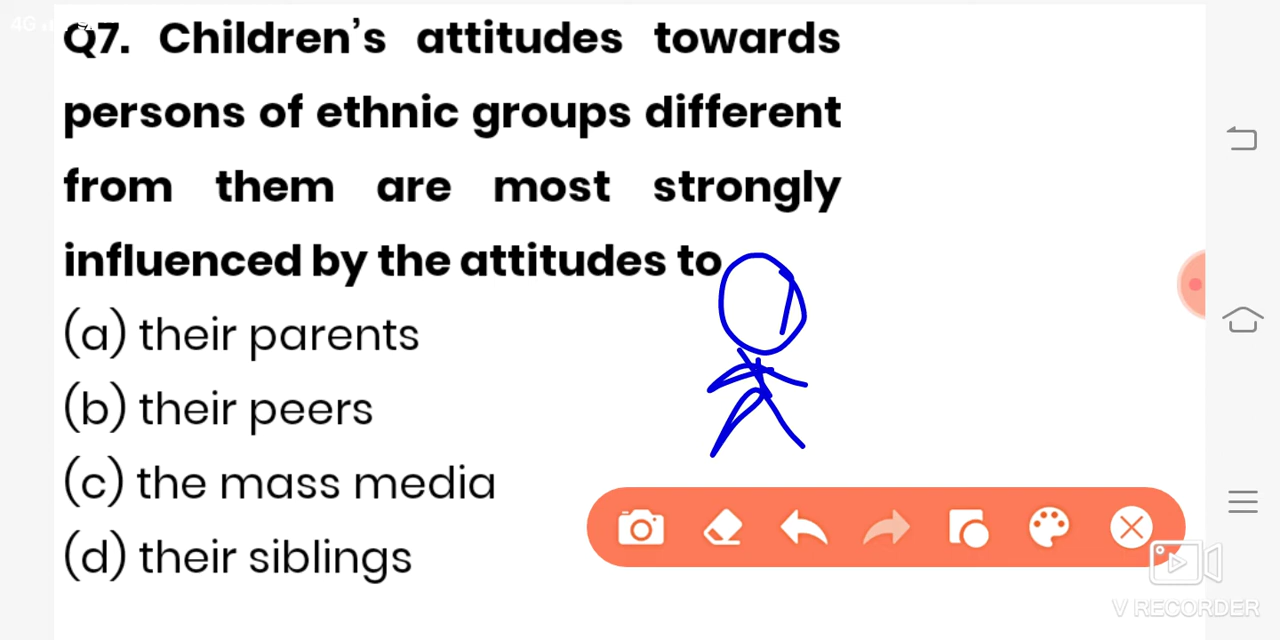 4G
Q7. Children's attitudes towards
persons of ethnic groups different
from them are most strongly
influenced by the attitudes to
(a) their parents
(b) their peers
(c) the mass media
(d) their siblings
V RECORDER